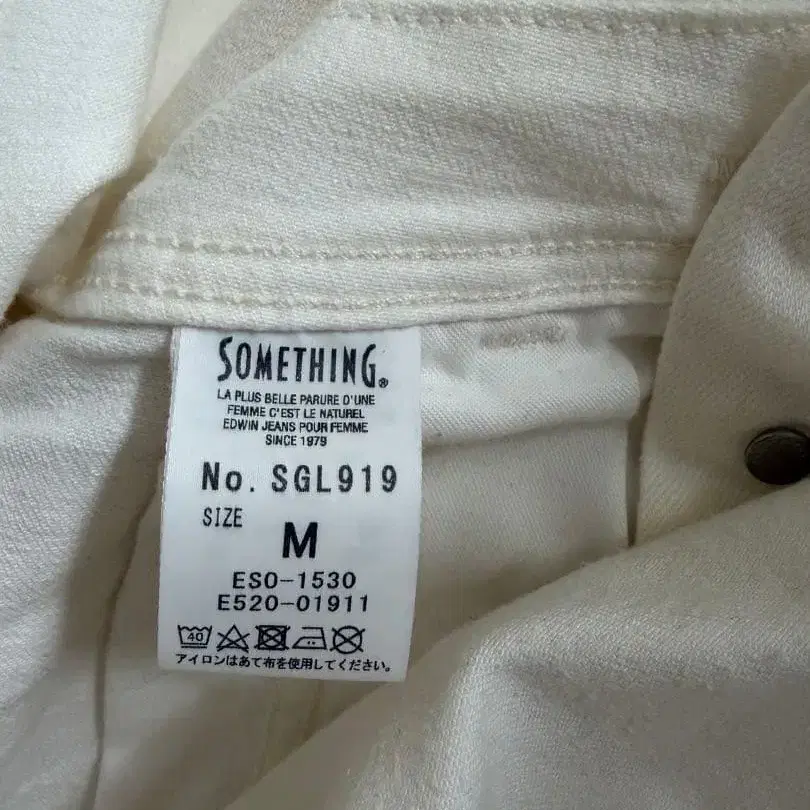 SOMETHING®
LA PLUS BELLE PARURE D'UNE
FEMME C'EST LE NATUREL
EDWIN JEANS POUR FEMME
SINCE 1979
No. SGL919
SIZE
M
ESO-1530
E520-01911
40
アイロンはあて布を使用してください。